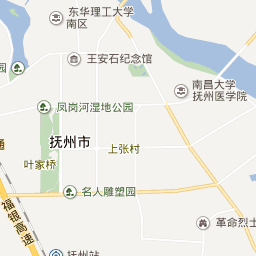 东华理工大学
南区
王安石纪念馆
园
南昌大学
抚州医学院
凤岗河湿地公园
抚州市
上张村
通
叶家桥
名人雕塑园
福银高速
革命烈士
抚州站